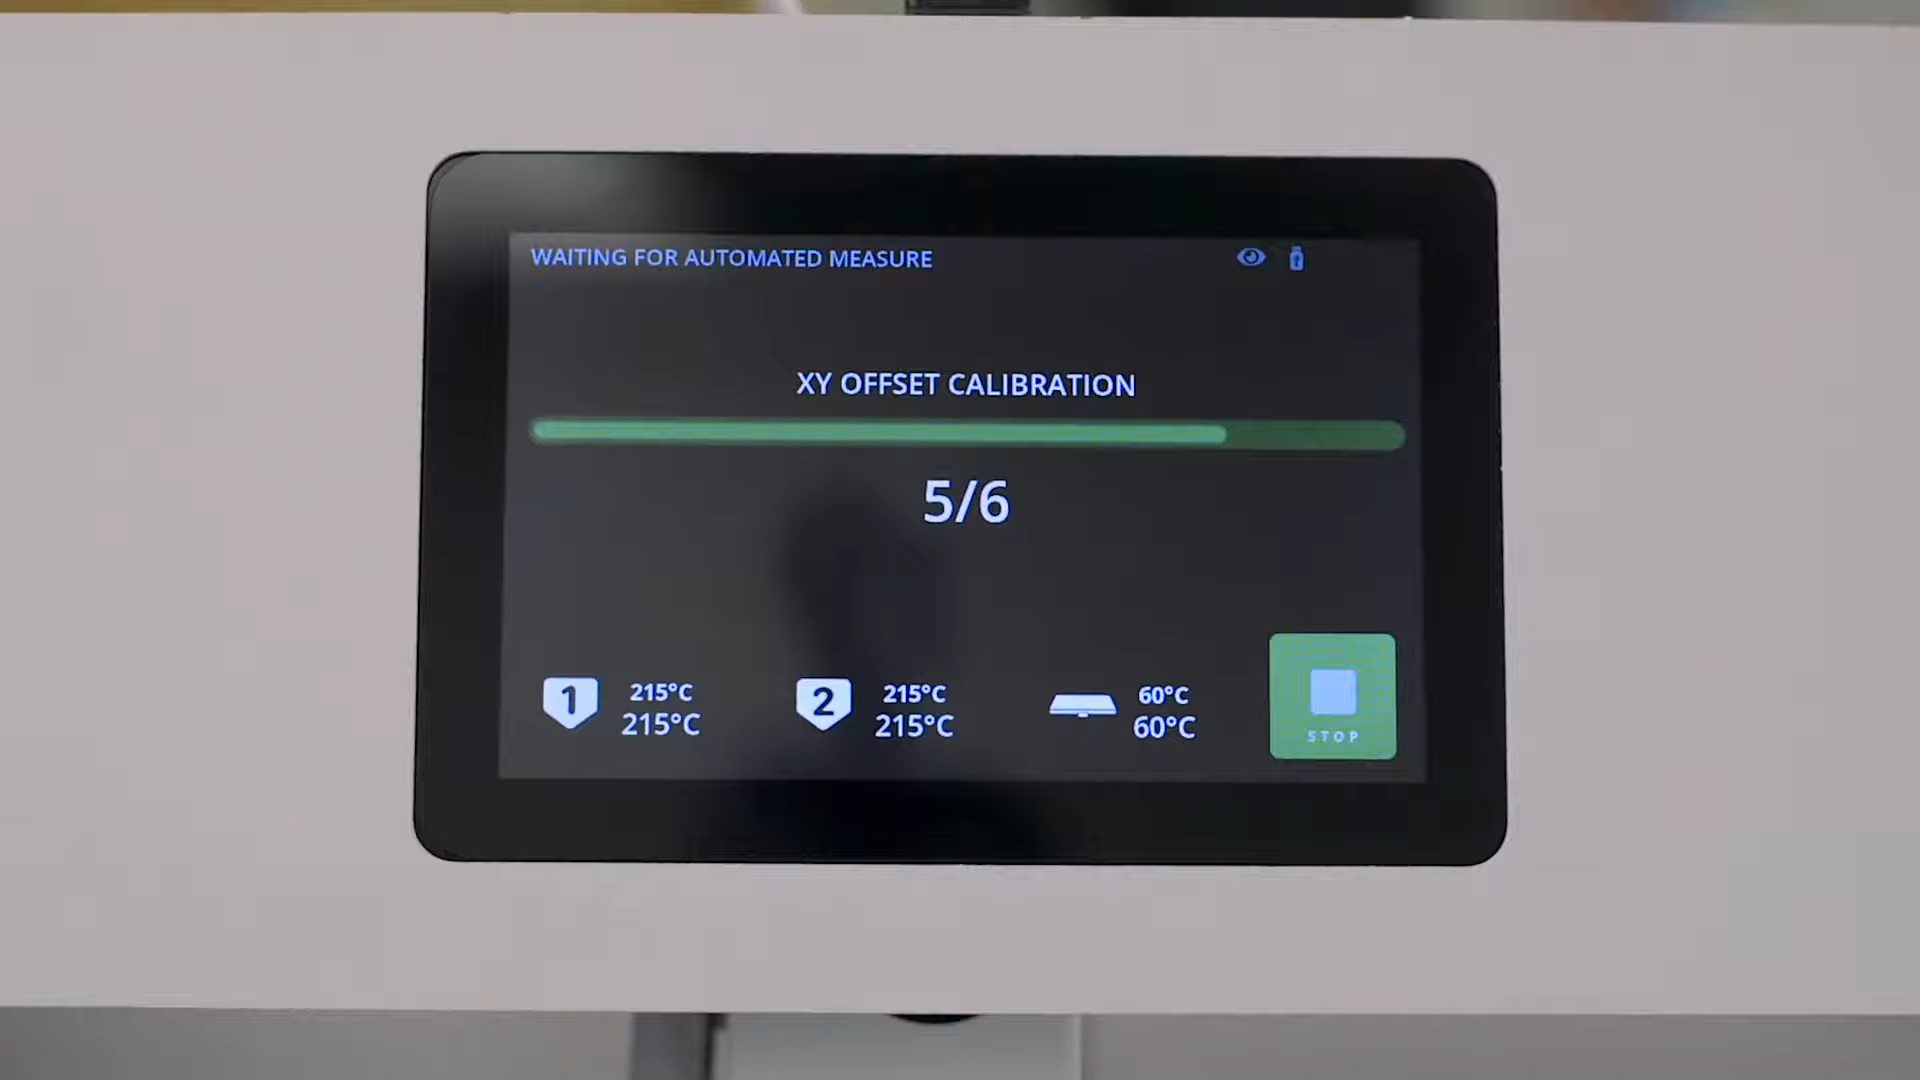 WAITING FOR AUTOMATED MEASURE
XY OFFSET CALIBRATION
5/6
1 215°C 2 215°C 60°C
215°C 215°C 60°C
STOP